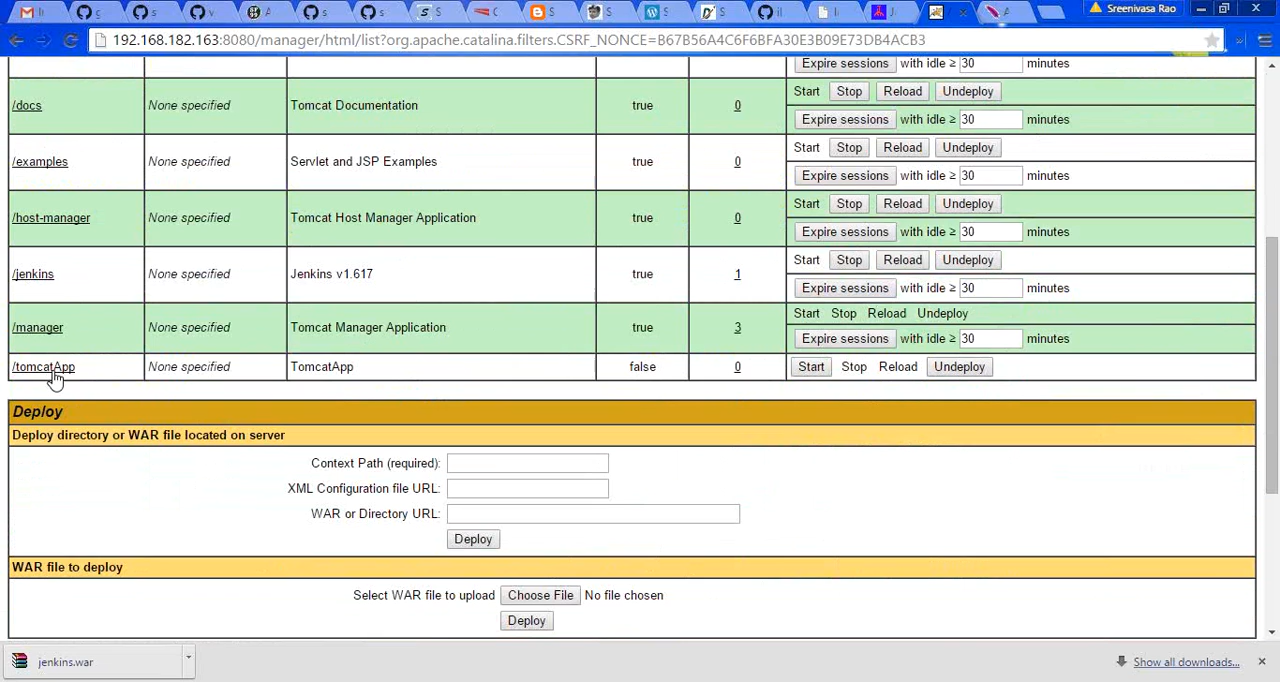 Sreenivasa Rao
192.168.182.163:8080/manager/html/list?org.apache.catalina.filters.CSRF_NONCE=B67B56A4C6F6BFA30E3B09E73DB4ACB3
Expire sessions with idle ≥ 30 minutes
/docs None specified Tomcat Documentation true 0 Start Stop Reload Undeploy
Expire sessions with idle ≥ 30 minutes
/examples None specified Servlet and JSP Examples true 0 Start Stop Reload Undeploy
Expire sessions with idle ≥ 30 minutes
/host-manager None specified Tomcat Host Manager Application true 0 Start Stop Reload Undeploy
Expire sessions with idle ≥ 30 minutes
/jenkins None specified Jenkins v1.617 true 1 Start Stop Reload Undeploy
Expire sessions with idle ≥ 30 minutes
/manager None specified Tomcat Manager Application true 3 Start Stop Reload Undeploy
Expire sessions with idle ≥ 30 minutes
/tomcatApp None specified TomcatApp false 0 Start Stop Reload Undeploy
Deploy
Deploy directory or WAR file located on server
Context Path (required):
XML Configuration file URL:
WAR or Directory URL:
Deploy
WAR file to deploy
Select WAR file to upload Choose File No file chosen
Deploy
jenkins.war
Show all downloads...